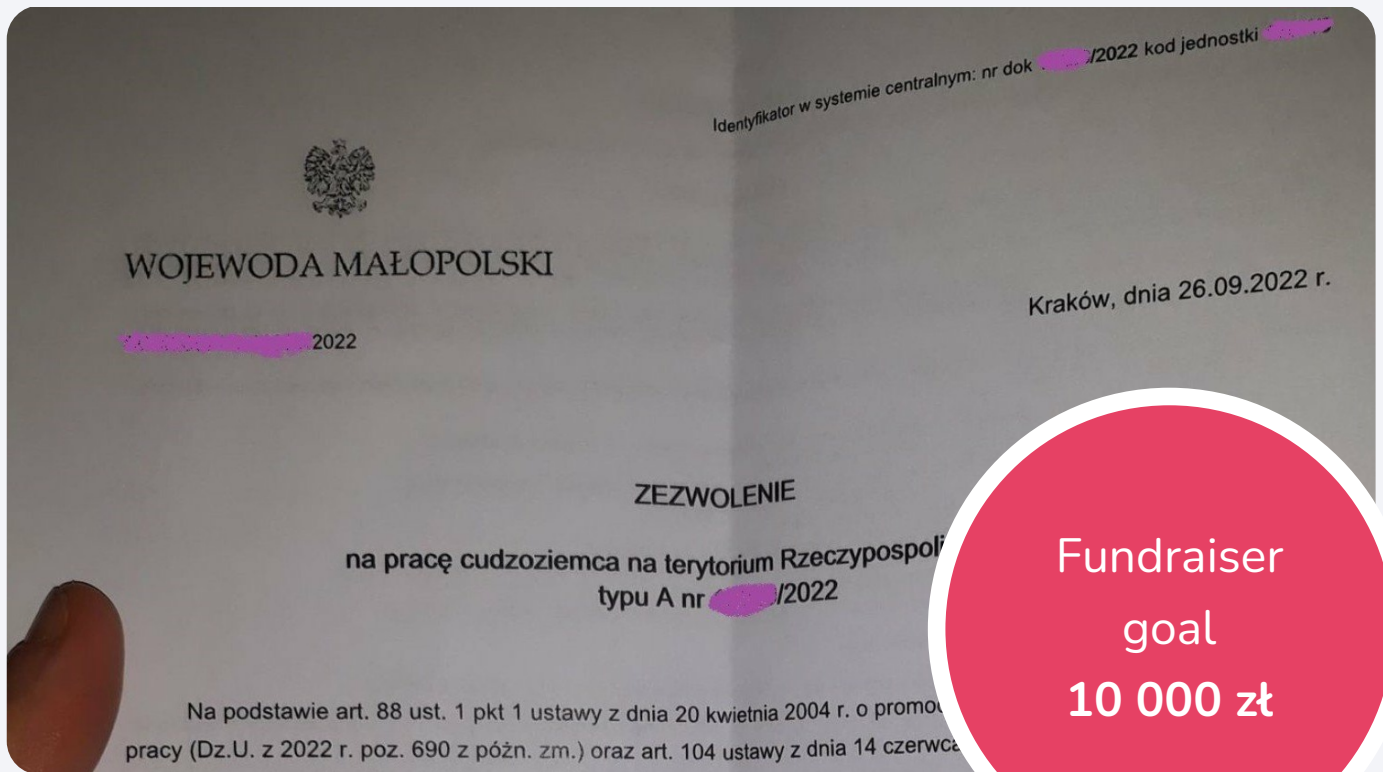 Identyfikator w systemie centralnym: nr dok /2022 kod jednostki
WOJEWODA MAŁOPOLSKI
Kraków, dnia 26.09.2022 r.
2022
ZEZWOLENIE
na pracę cudzoziemca na terytorium Rzeczypospoli
typu A nr /2022
Na podstawie art. 88 ust. 1 pkt 1 ustawy z dnia 20 kwietnia 2004 r. o promo
pracy (Dz.U. z 2022 r. poz. 690 z późn. zm.) oraz art. 104 ustawy z dnia 14 czerwca
Fundraiser
goal
10 000 zł